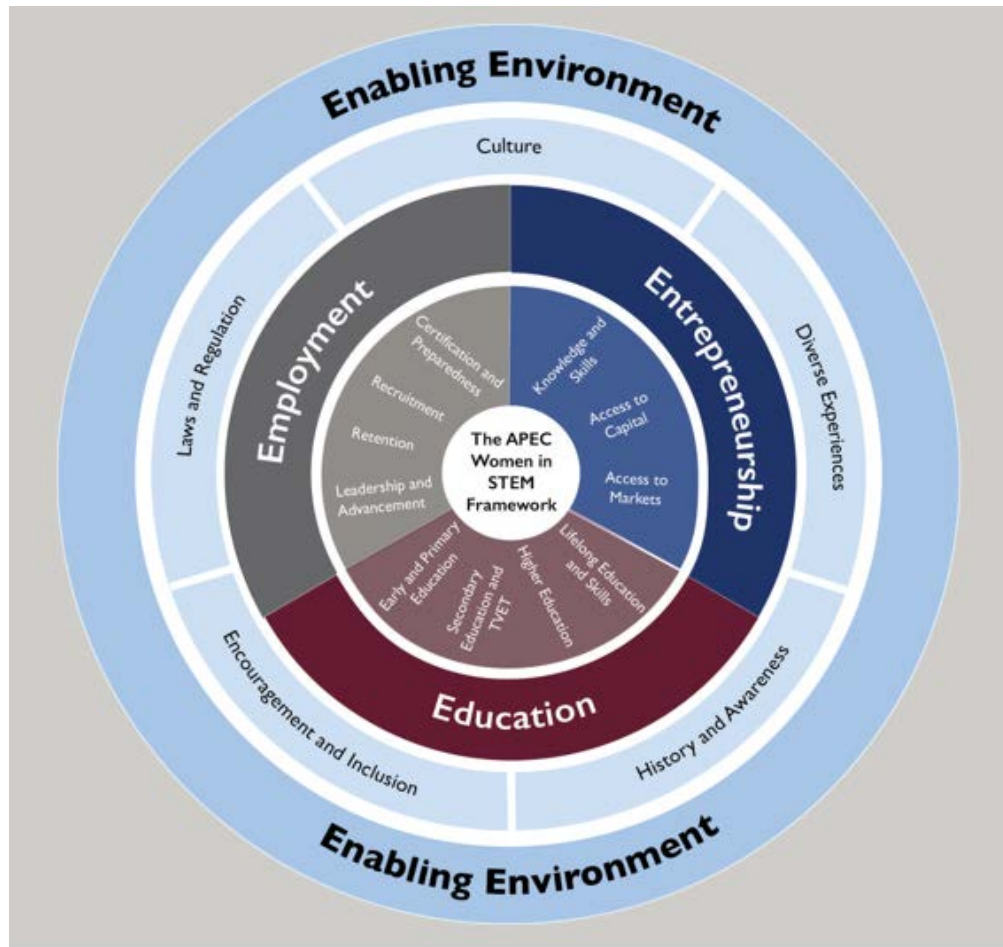 Enabling Environment
Culture
Laws and Regulation
Diverse Experiences
Encouragement and Inclusion
History and Awareness
Employment
Entrepreneurship
Education
Certification and
Preparedness
Recruitment
Retention
Leadership and
Advancement
Knowledge and
Skills
Access to
Capital
Access to
Markets
The APEC
Women in
STEM
Framework
Early and Primary
Education
Secondary
Education and
TVET
Higher Education
Lifelong Education
and Skills
Enabling Environment